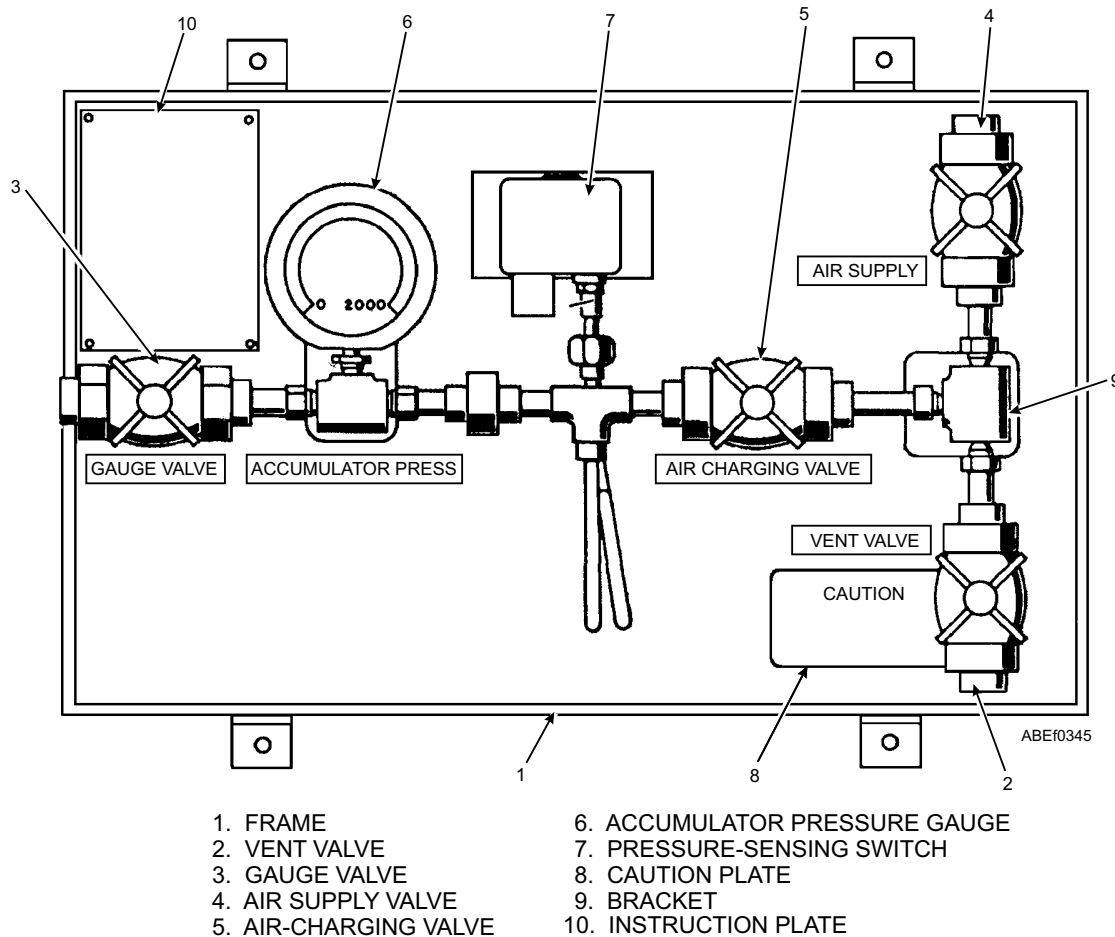 10
6
7
5
4
3
0 2000
AIR SUPPLY
9
GAUGE VALVE
ACCUMULATOR PRESS
AIR CHARGING VALVE
VENT VALVE
CAUTION
ABEf0345
1
8
2
1. FRAME
2. VENT VALVE
3. GAUGE VALVE
4. AIR SUPPLY VALVE
5. AIR-CHARGING VALVE
6. ACCUMULATOR PRESSURE GAUGE
7. PRESSURE-SENSING SWITCH
8. CAUTION PLATE
9. BRACKET
10. INSTRUCTION PLATE